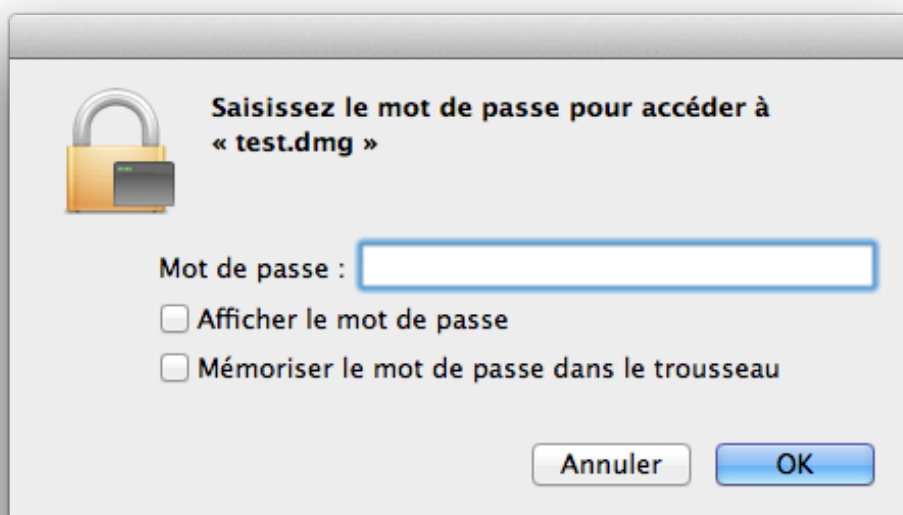 Saisissez le mot de passe pour accéder à
« test.dmg »
Mot de passe :
Afficher le mot de passe
Mémoriser le mot de passe dans le trousseau
Annuler
OK